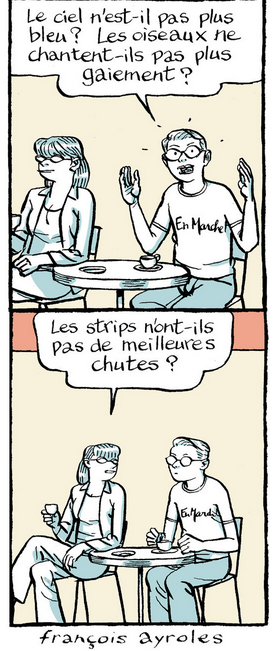 Le ciel n'est-il pas plus
bleu? Les oiseaux ne
chantent-ils pas plus
gaiement?
En Marche!
Les strips n'ont-ils
pas de meilleures
chutes?
En Marche!
françois ayroles